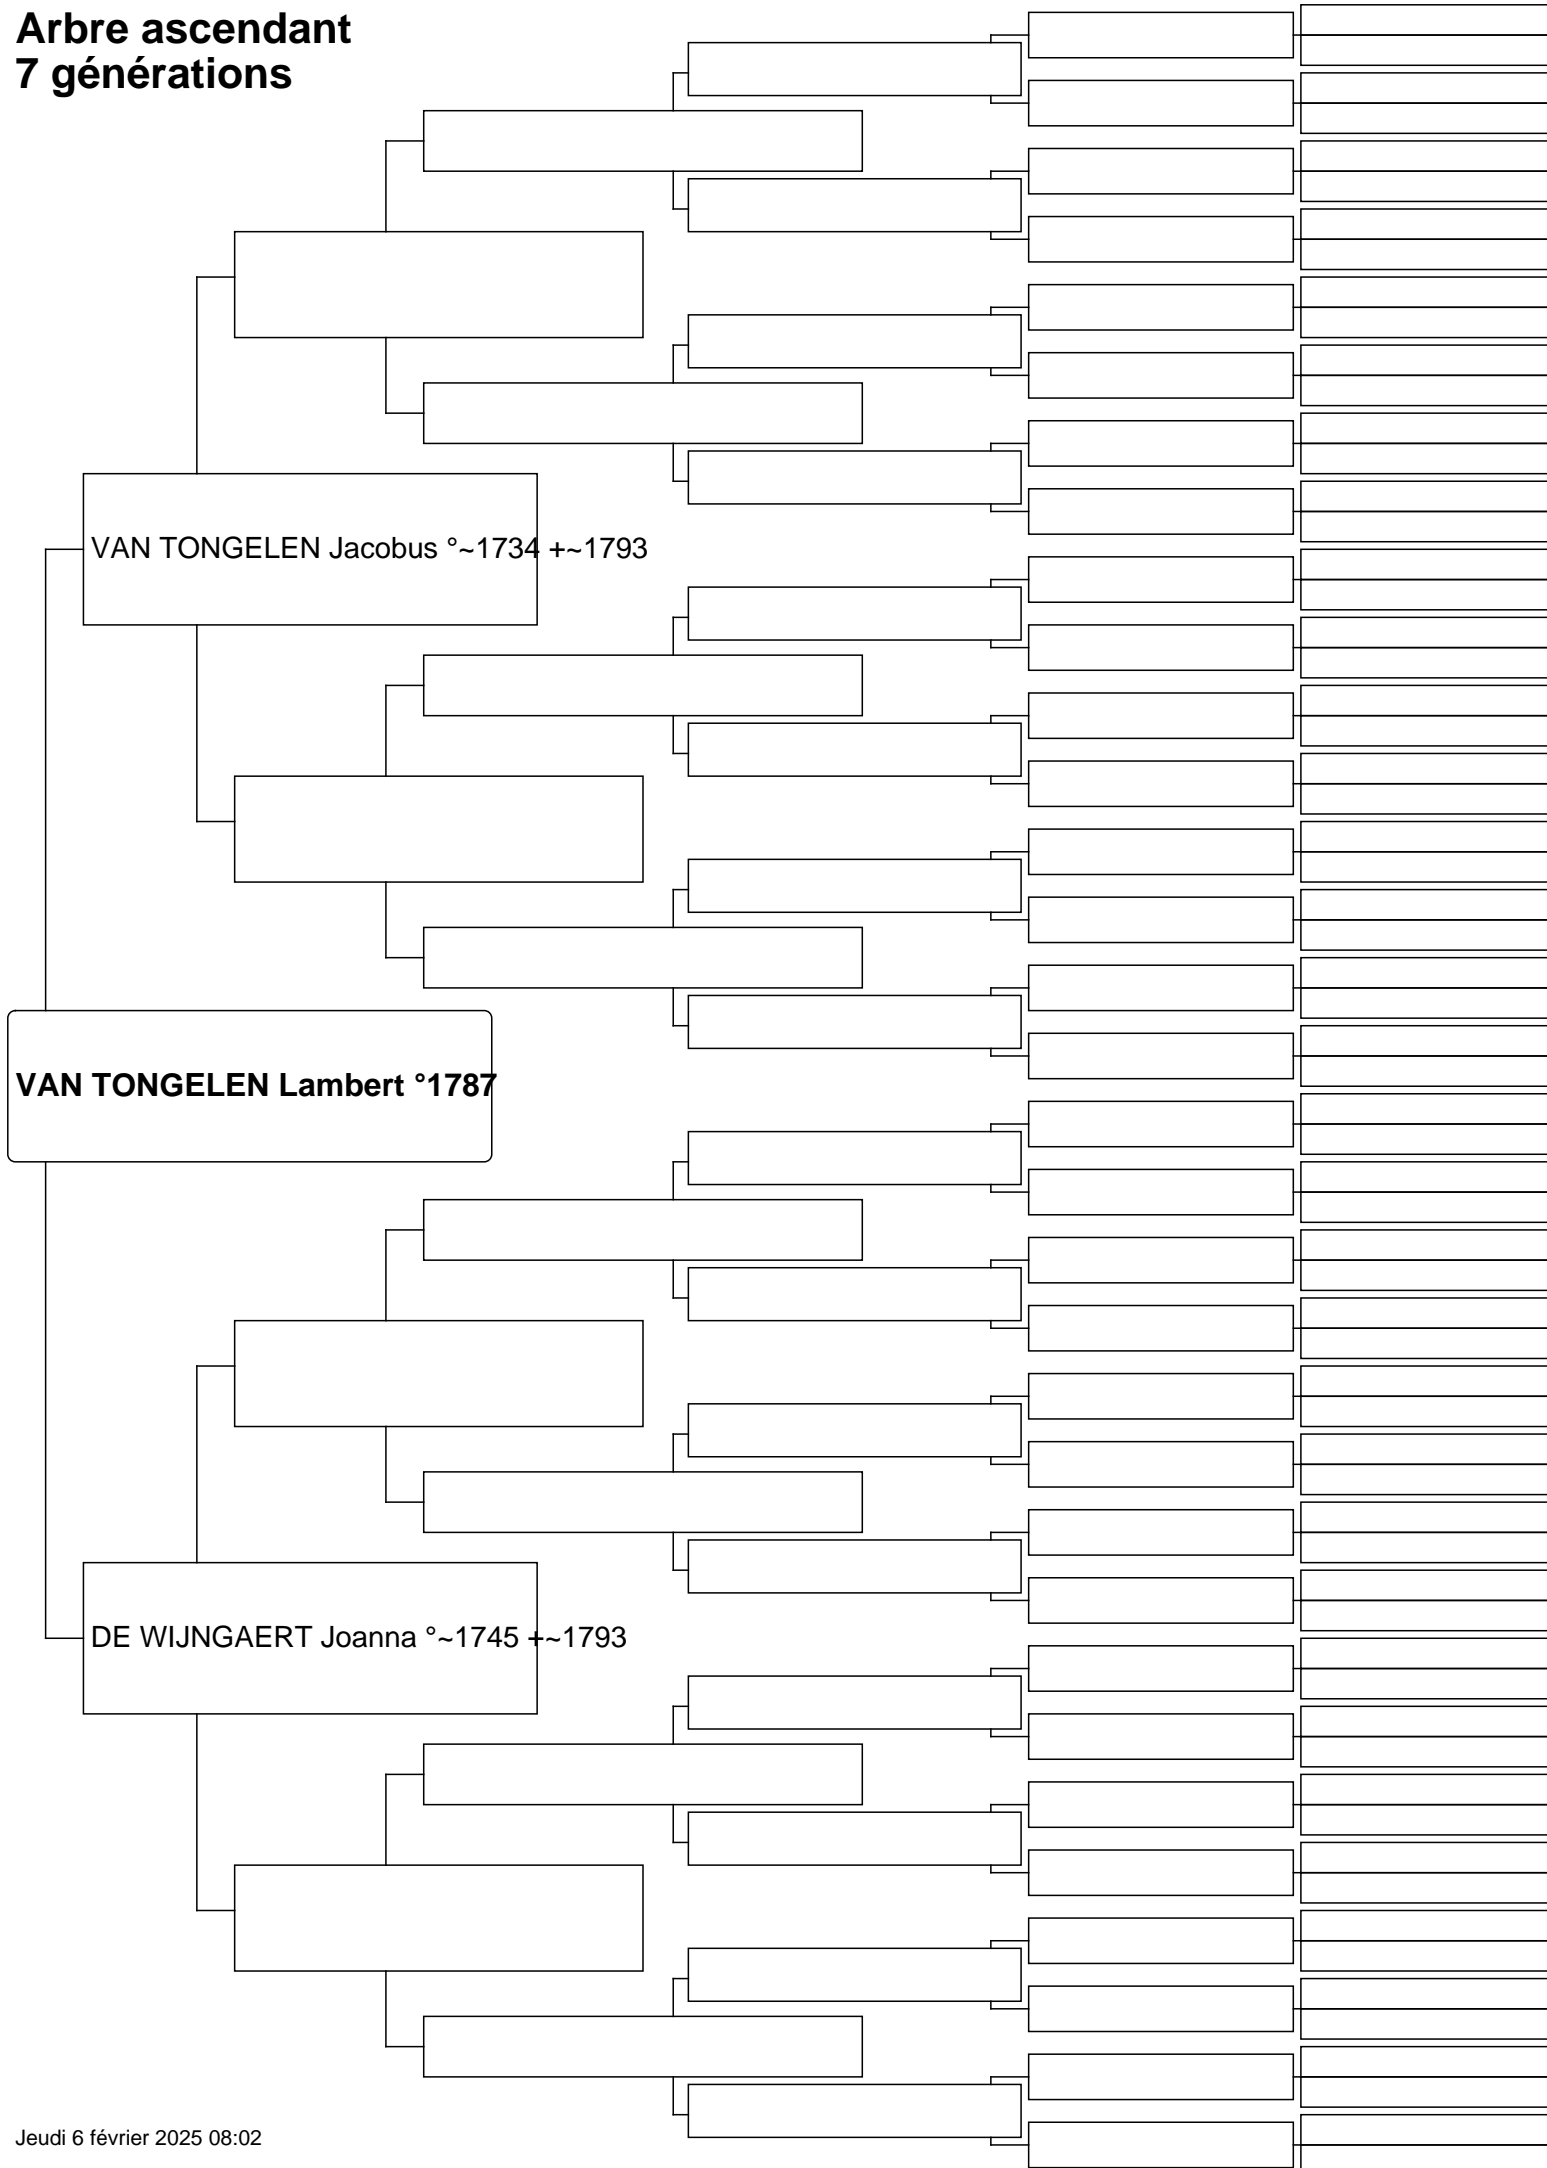 Arbre ascendant
7 générations
VAN TONGELEN Jacobus °~1734 +~1793
VAN TONGELEN Lambert °1787
DE WIJNGAERT Joanna °~1745 +~1793
Jeudi 6 février 2025 08:02